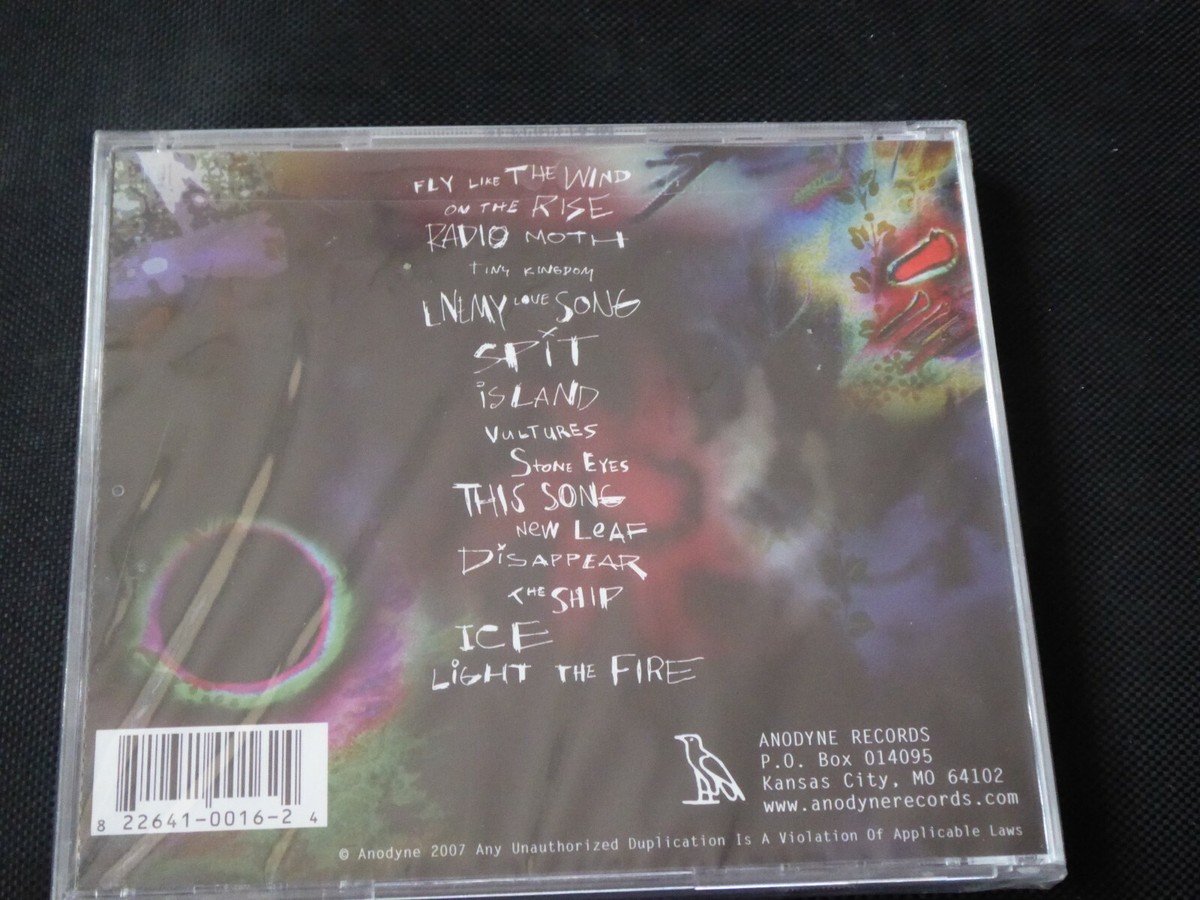 FLY LIKE THE WIND
ON THE RISE
RADIO MOTH
TINY KINGDOM
ENEMY LOVE SONG
SPiT
iSLAND
VULTURES
STONE EYES
THIS SONG
NEW LEAF
DiSAPPEAR
THE SHIP
ICE
LiGHT THE FIRE
ANODYNE RECORDS
P.O. Box 014095
Kansas City, MO 64102
www.anodynerecords.com
8 22641-0016-2 4
© Anodyne 2007 Any Unauthorized Duplication Is A Violation Of Applicable Laws